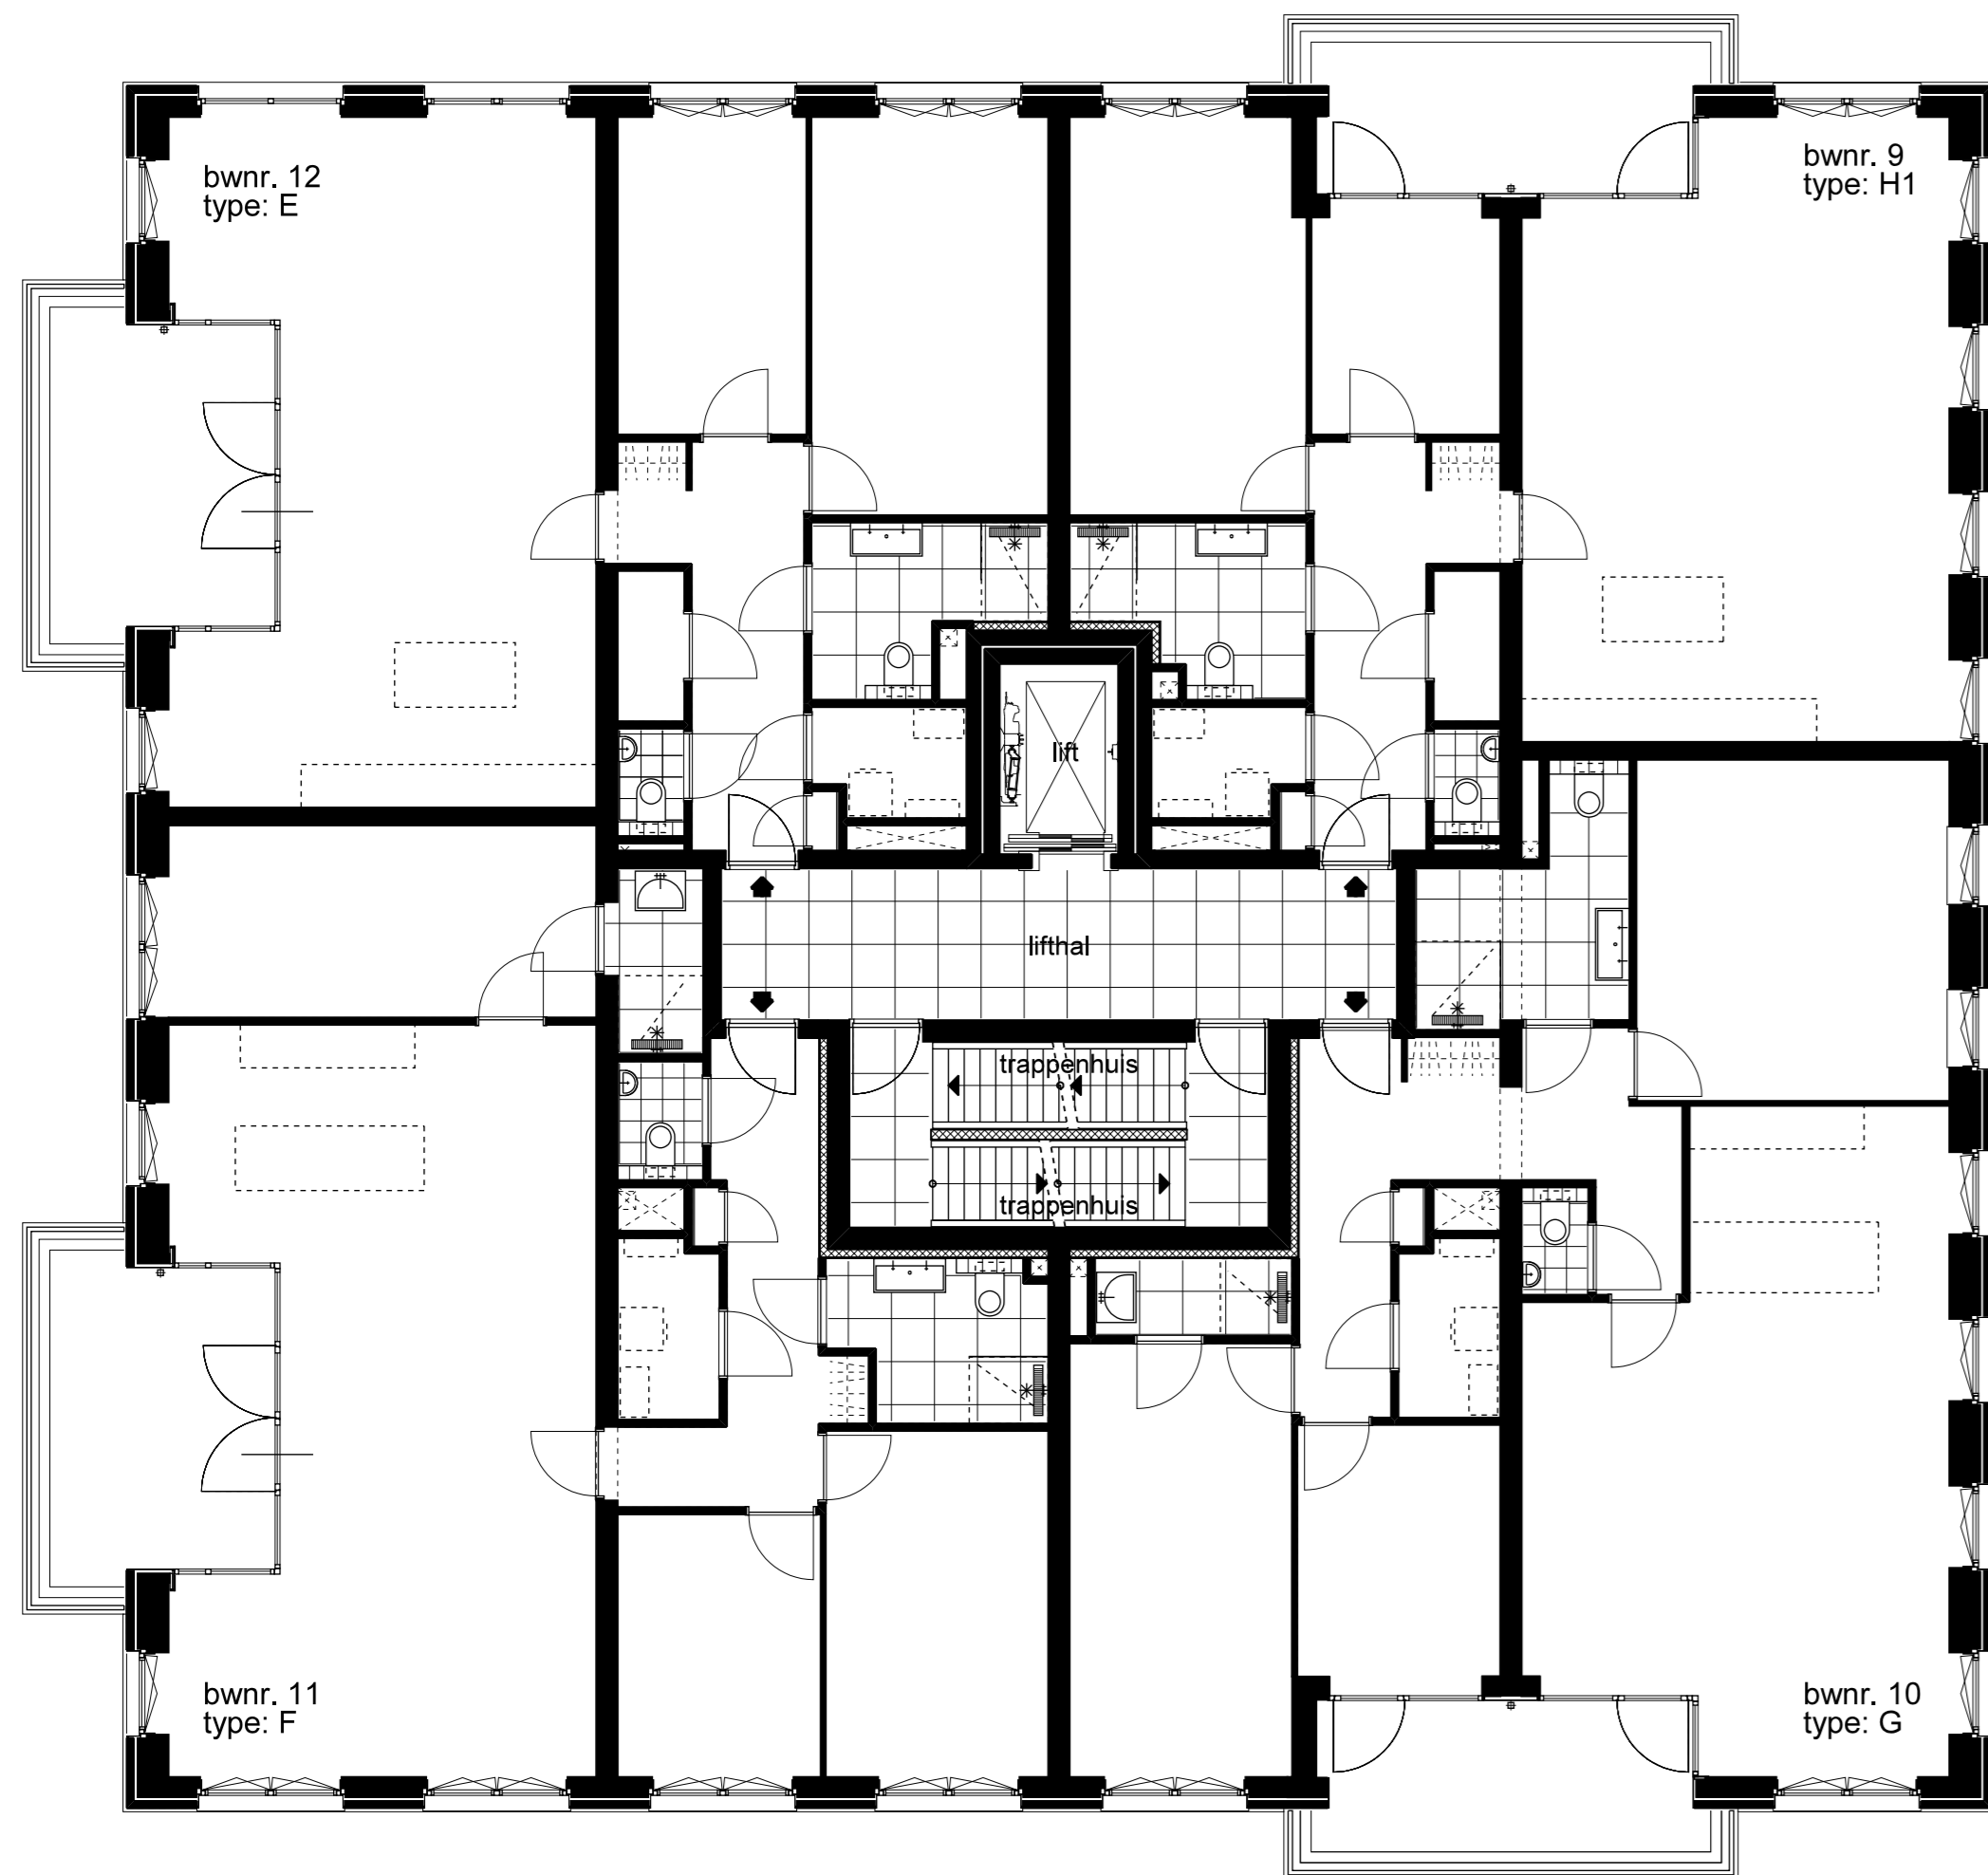 bwnr. 12
type: E
bwnr. 9
type: H1
lift
lifthal
trappenhuis
trappenhuis
bwnr. 11
type: F
bwnr. 10
type: G